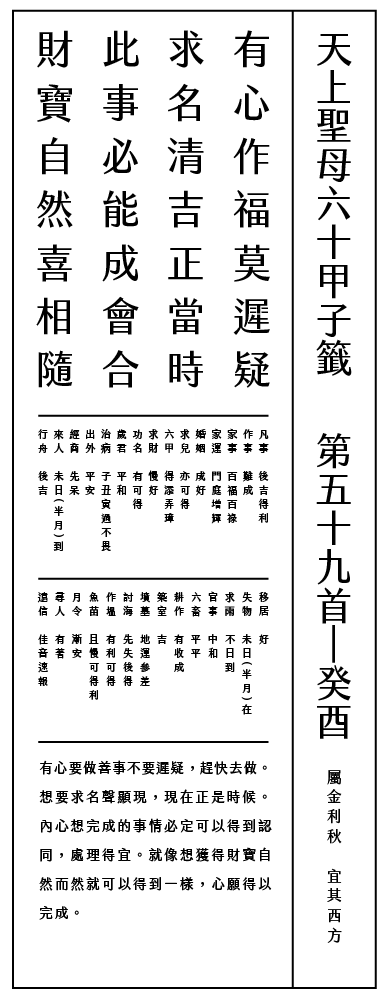 天上聖母六十甲子籤 第五十九首—癸酉
屬金利秋 宜其西方
有心作福莫遲疑
求名清吉正當時
此事必能成會合
財寶自然喜相隨
凡事 後吉得利
作事 難成
家事 百福百祿
家運 門庭增輝
婚姻 成好
求兒 亦可得
六甲 得添弄璋
求財 慢好
功名 有可得
歲君 平和
治病 子丑寅過不畏
出外 平安
經商 先呆
來人 未日(半月)到
行舟 後吉
移居 好
失物 未日(半月)在
求雨 不日到
官事 中和
六畜 平平
耕作 有收成
築室 吉
墳墓 地運參差
討海 先失後得
作塭 有利可得
魚苗 且慢可得利
月令 漸安
尋人 有著
遠信 佳音速報
有心要做善事不要遲疑，趕快去做。
想要求名聲顯現，現在正是時候。
內心想完成的事情必定可以得到認
同，處理得宜。就像想獲得財寶自
然而然就可以得到一樣，心願得以
完成。